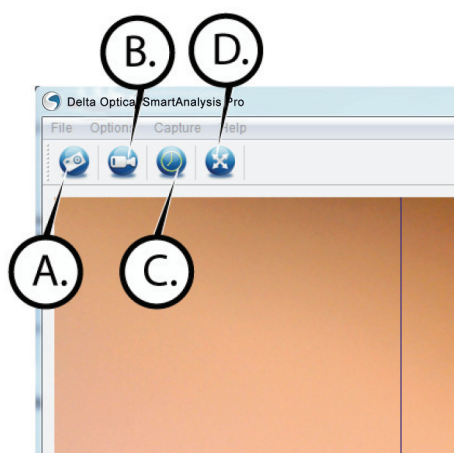 B. D.
Delta Optical SmartAnalysis Pro
File Options Capture Help
A. C.